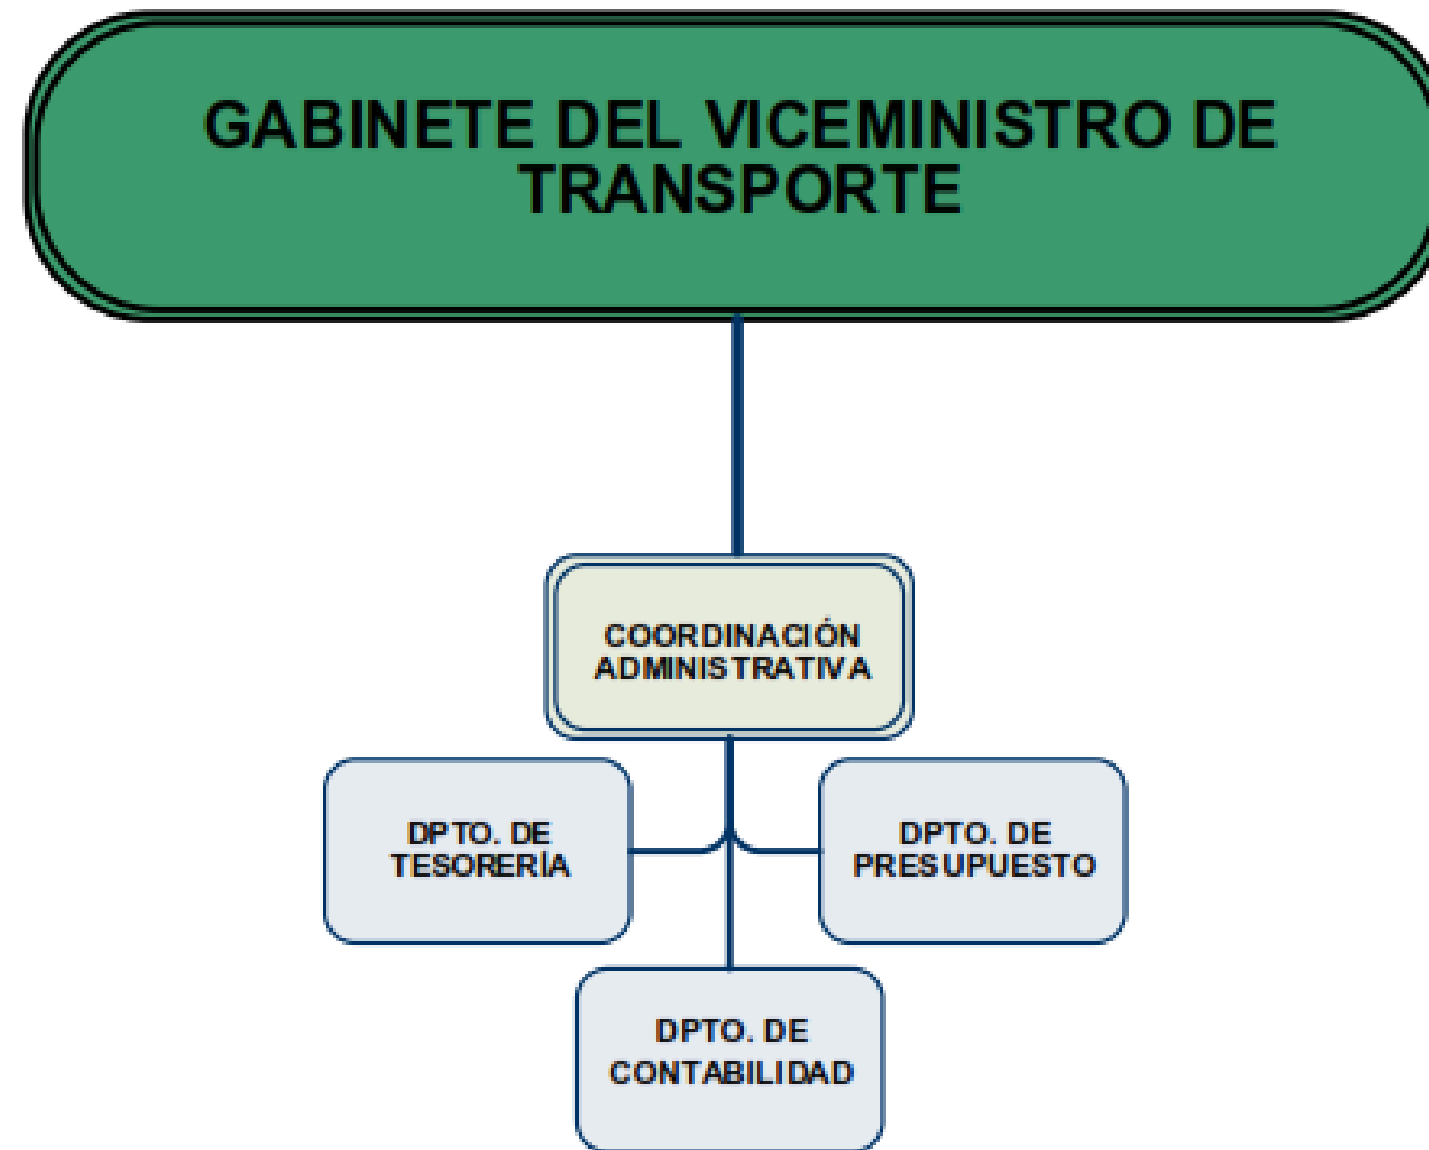 GABINETE DEL VICEMINISTRO DE
TRANSPORTE
COORDINACIÓN
ADMINISTRATIVA
DPTO. DE
TESORERÍA
DPTO. DE
PRESUPUESTO
DPTO. DE
CONTABILIDAD